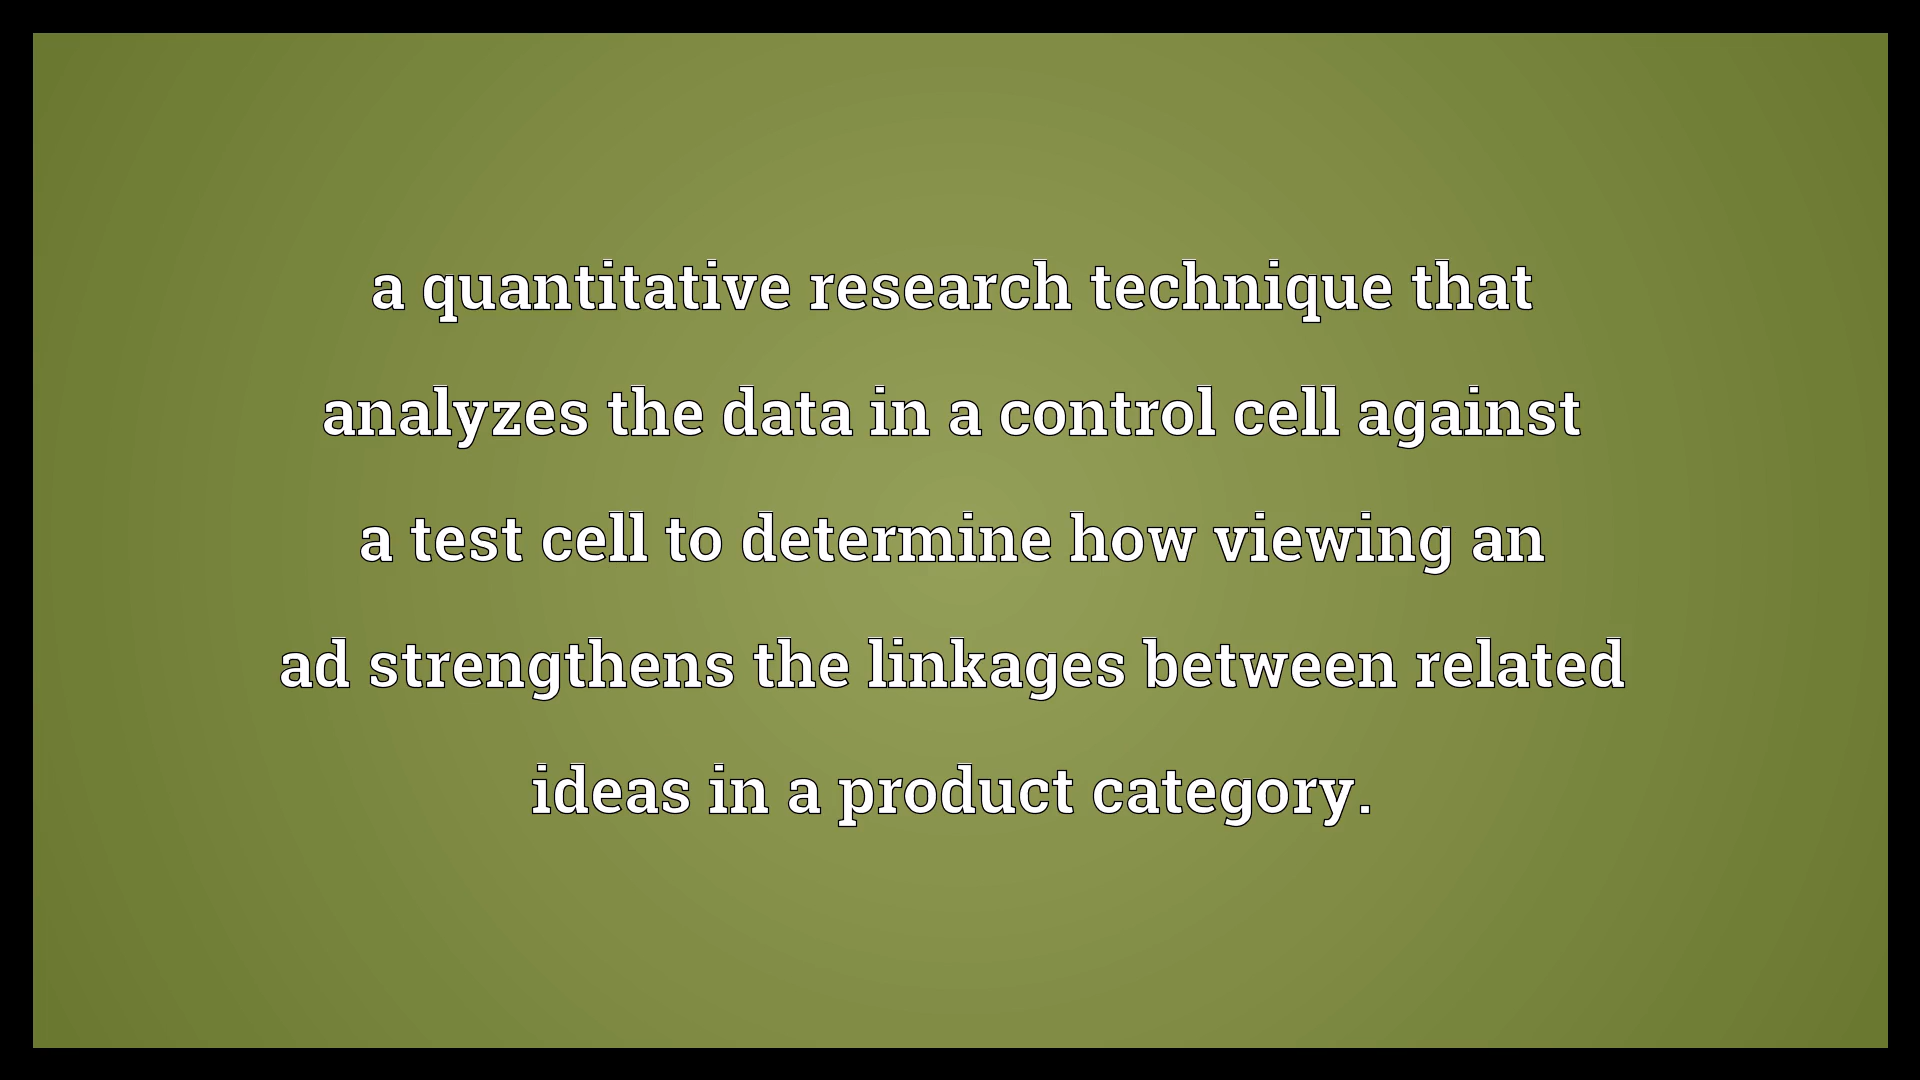 a quantitative research technique that
analyzes the data in a control cell against
a test cell to determine how viewing an
ad strengthens the linkages between related
ideas in a product category.